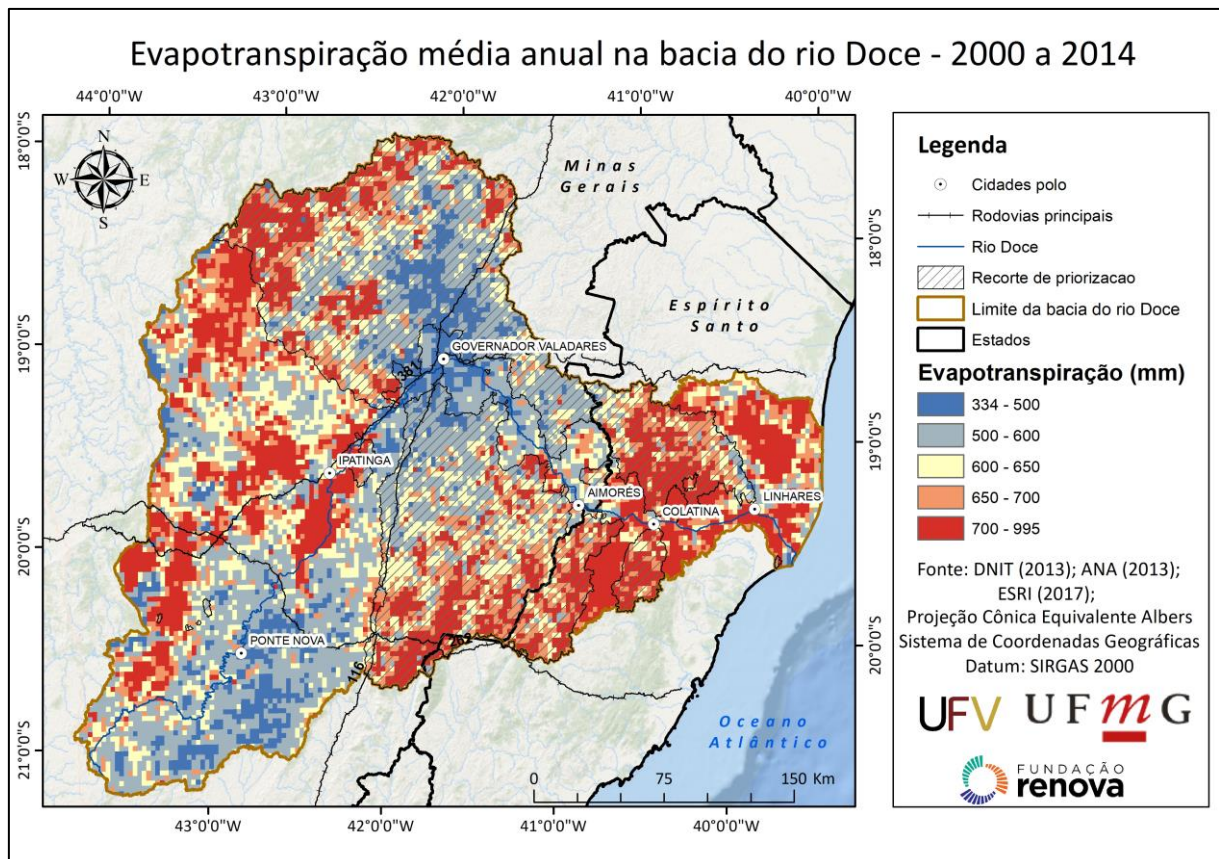 Evapotranspiração média anual na bacia do rio Doce - 2000 a 2014
44°0'0"W
43°0'0"W
42°0'0"W
41°0'0"W
40°0'0"W
18°0'0"S
19°0'0"S
20°0'0"S
21°0'0"S
18°0'0"S
19°0'0"S
20°0'0"S
43°0'0"W
42°0'0"W
41°0'0"W
40°0'0"W
N
W
E
S
Minas
Gerais
Espírito
Santo
GOVERNADOR VALADARES
381
IPATINGA
AIMORÉS
COLATINA
LINHARES
PONTE NOVA
116
262
Oceano
Atlântico
0
75
150 Km
Legenda
Cidades polo
Rodovias principais
Rio Doce
Recorte de priorizacao
Limite da bacia do rio Doce
Estados
Evapotranspiração (mm)
334 - 500
500 - 600
600 - 650
650 - 700
700 - 995
Fonte: DNIT (2013); ANA (2013);
ESRI (2017);
Projeção Cônica Equivalente Albers
Sistema de Coordenadas Geográficas
Datum: SIRGAS 2000
UFV
UFmG
FUNDAÇÃO
renova